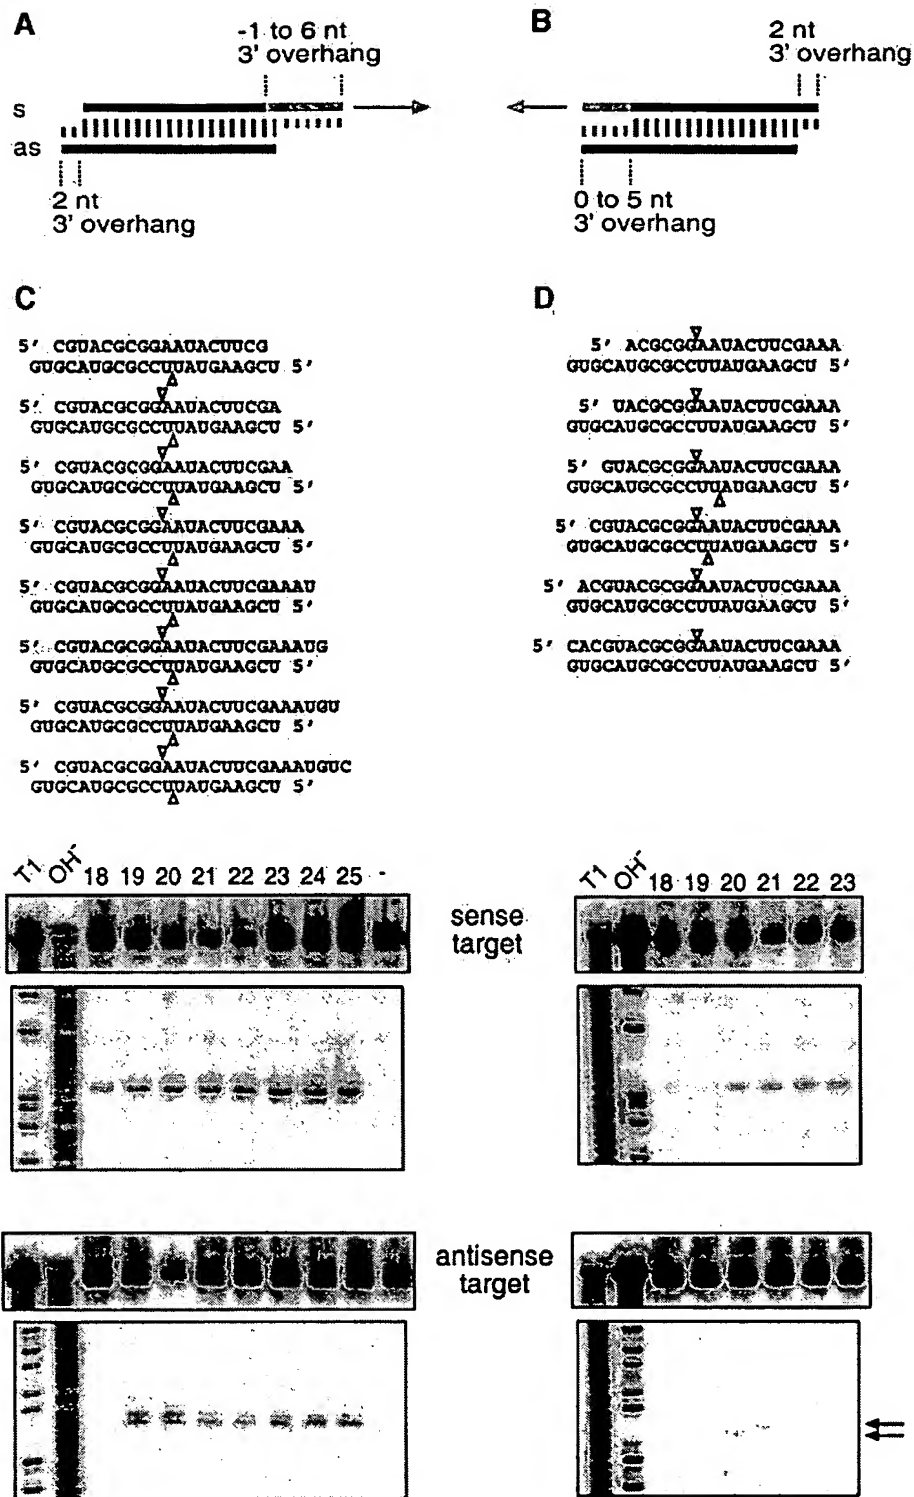 A
-1 to 6 nt
3' overhang
s
as
2 nt
3' overhang
B
2 nt
3' overhang
0 to 5 nt
3' overhang
C
5' CGUACGCGGAAUACUUCG
GUGCAUGCGCCUUAUGAAGCU 5'
5' CGUACGCGGAAUACUUCGA
GUGCAUGCGCCUUAUGAAGCU 5'
5' CGUACGCGGAAUACUUCGAA
GUGCAUGCGCCUUAUGAAGCU 5'
5' CGUACGCGGAAUACUUCGAAA
GUGCAUGCGCCUUAUGAAGCU 5'
5' CGUACGCGGAAUACUUCGAAAU
GUGCAUGCGCCUUAUGAAGCU 5'
5' CGUACGCGGAAUACUUCGAAAUG
GUGCAUGCGCCUUAUGAAGCU 5'
5' CGUACGCGGAAUACUUCGAAAUGU
GUGCAUGCGCCUUAUGAAGCU 5'
5' CGUACGCGGAAUACUUCGAAAUGUC
GUGCAUGCGCCUUAUGAAGCU 5'
D
5' ACGCGGAAUACUUCGAAA
GUGCAUGCGCCUUAUGAAGCU 5'
5' UACGCGGAAUACUUCGAAA
GUGCAUGCGCCUUAUGAAGCU 5'
5' GUACGCGGAAUACUUCGAAA
GUGCAUGCGCCUUAUGAAGCU 5'
5' CGUACGCGGAAUACUUCGAAA
GUGCAUGCGCCUUAUGAAGCU 5'
5' ACGUACGCGGAAUACUUCGAAA
GUGCAUGCGCCUUAUGAAGCU 5'
5' CACGUACGCGGAAUACUUCGAAA
GUGCAUGCGCCUUAUGAAGCU 5'
T1 OH- 18 19 20 21 22 23 24 25 -
sense
target
T1 OH- 18 19 20 21 22 23
antisense
target